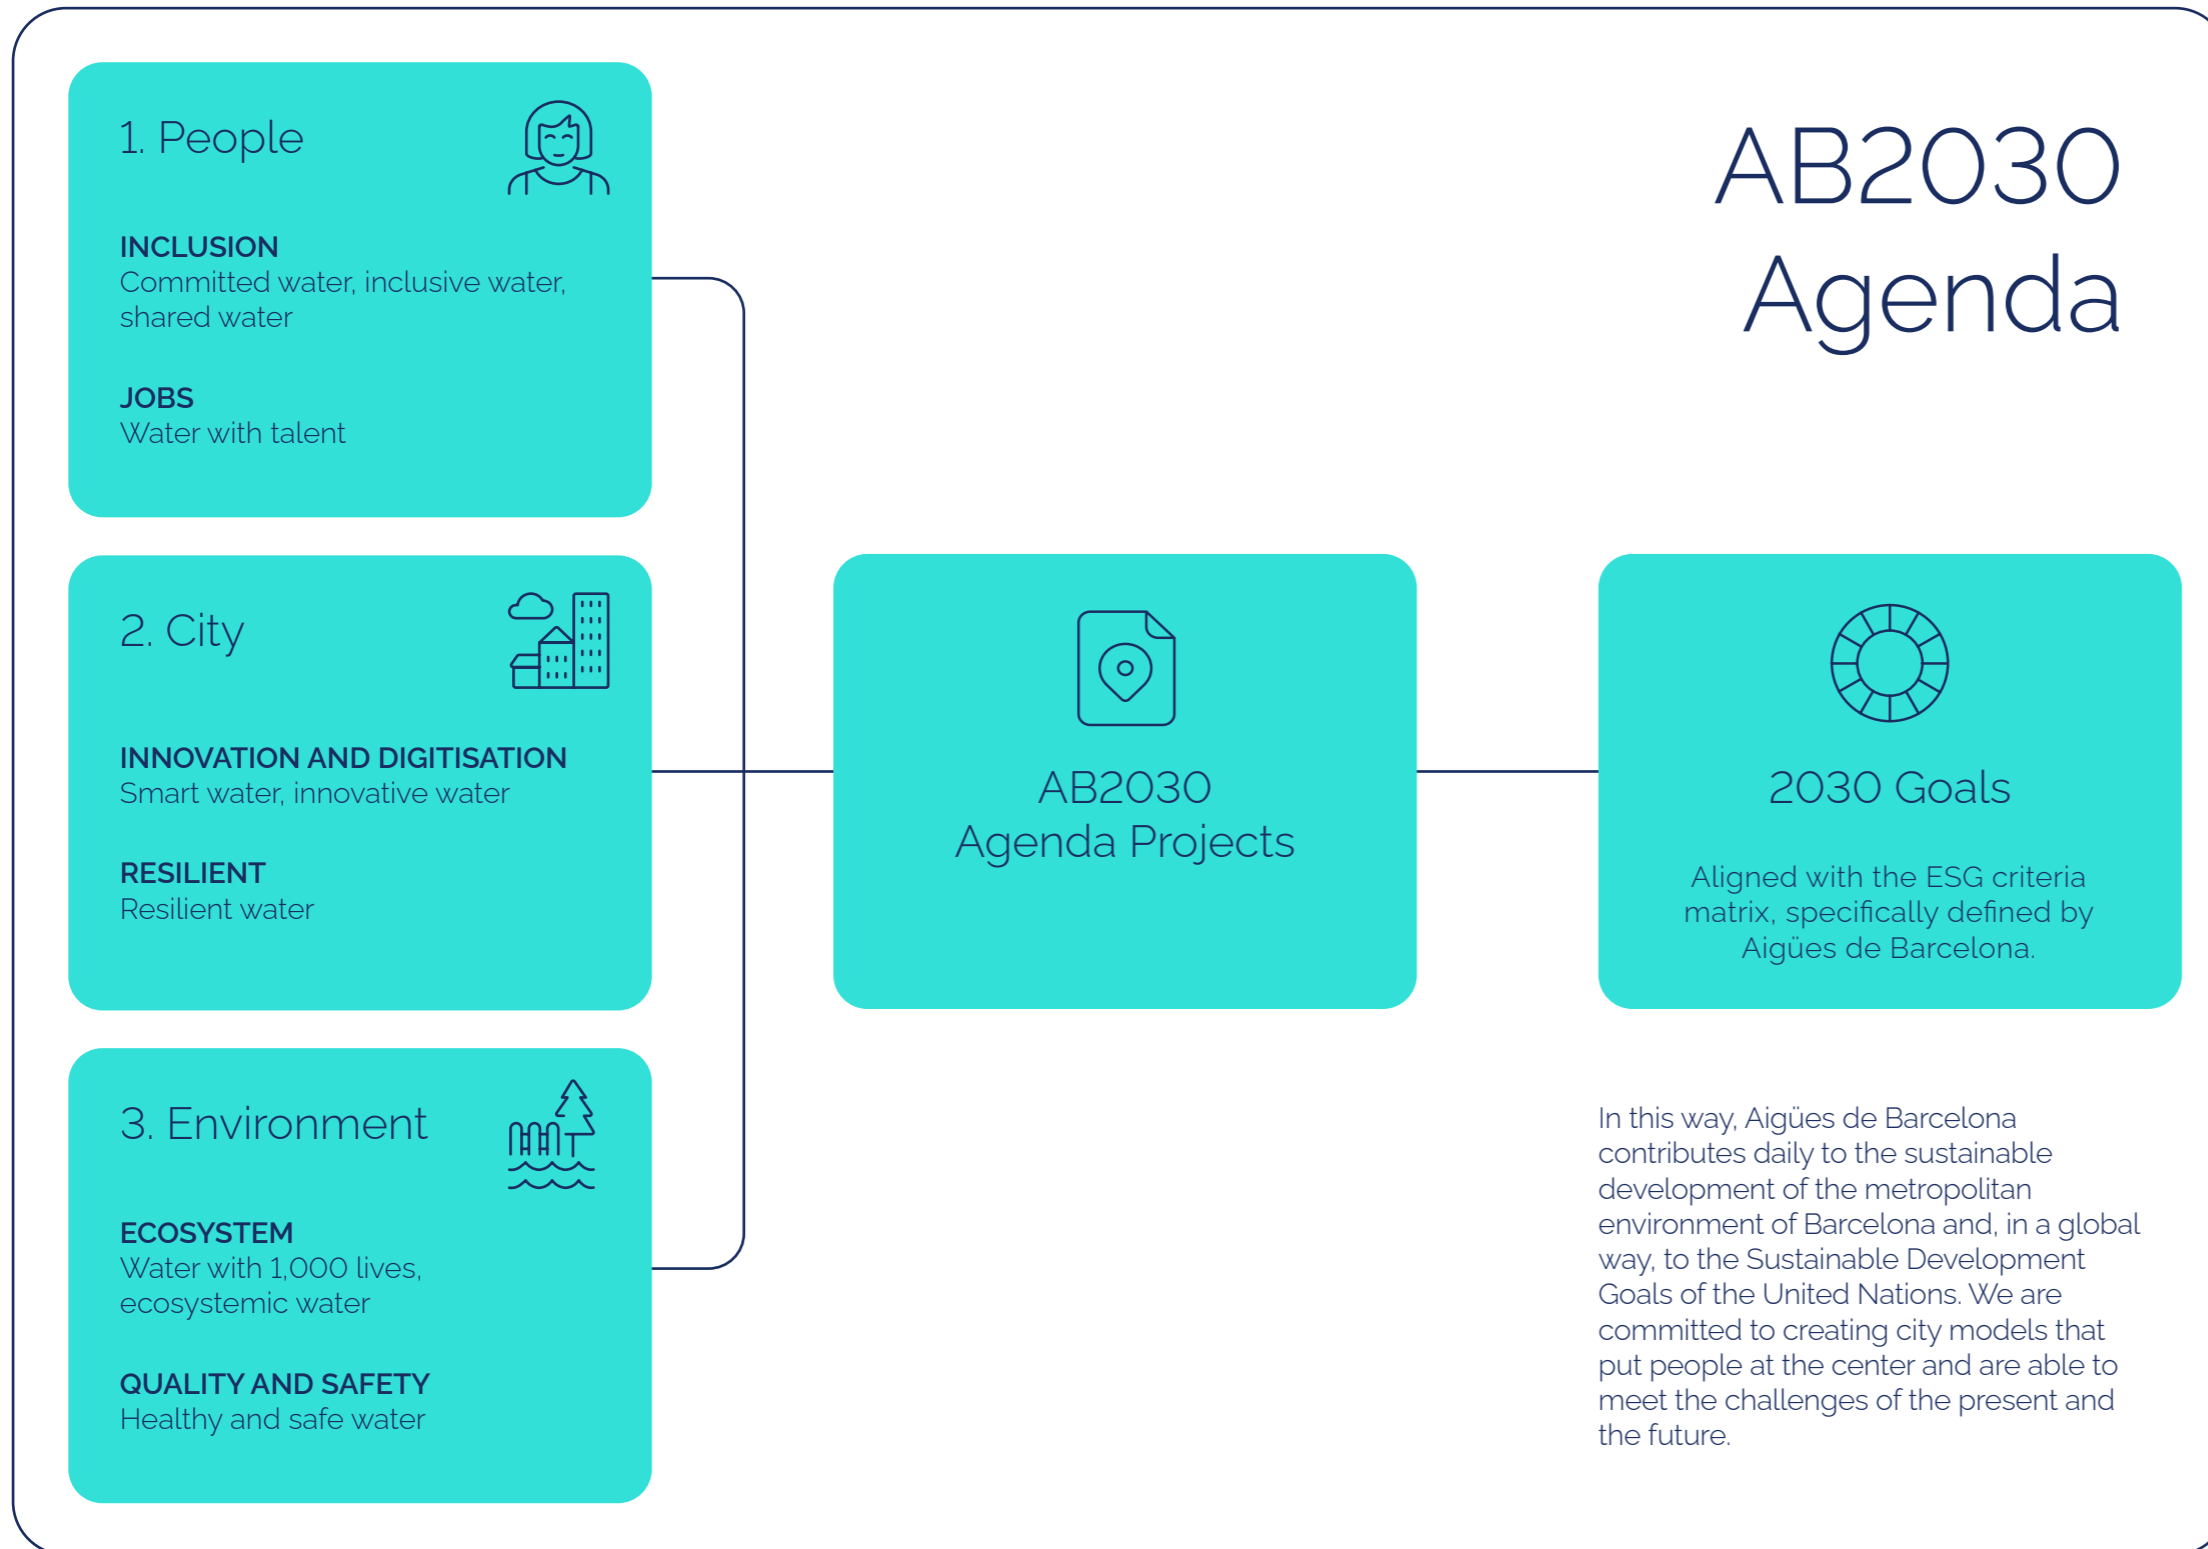 AB2030
Agenda
1. People
INCLUSION
Committed water, inclusive water,
shared water
JOBS
Water with talent
2. City
INNOVATION AND DIGITISATION
Smart water, innovative water
RESILIENT
Resilient water
3. Environment
ECOSYSTEM
Water with 1,000 lives,
ecosystemic water
QUALITY AND SAFETY
Healthy and safe water
AB2030
Agenda Projects
2030 Goals
Aligned with the ESG criteria
matrix, specifically defined by
Aigües de Barcelona.
In this way, Aigües de Barcelona
contributes daily to the sustainable
development of the metropolitan
environment of Barcelona and, in a global
way, to the Sustainable Development
Goals of the United Nations. We are
committed to creating city models that
put people at the center and are able to
meet the challenges of the present and
the future.